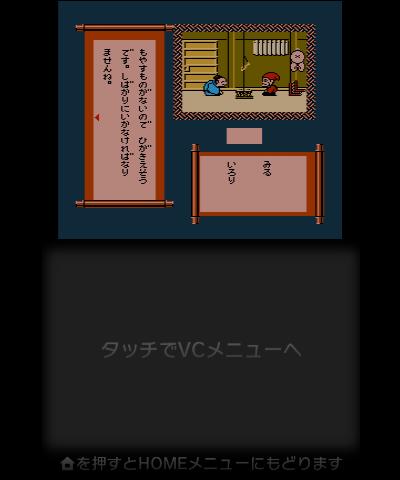 もやすものがないので ひがきえそう
です。しばかりにいかなければなり
ませんね。
みる
いろり
タッチでVCメニューへ
を押すとHOMEメニューにもどります